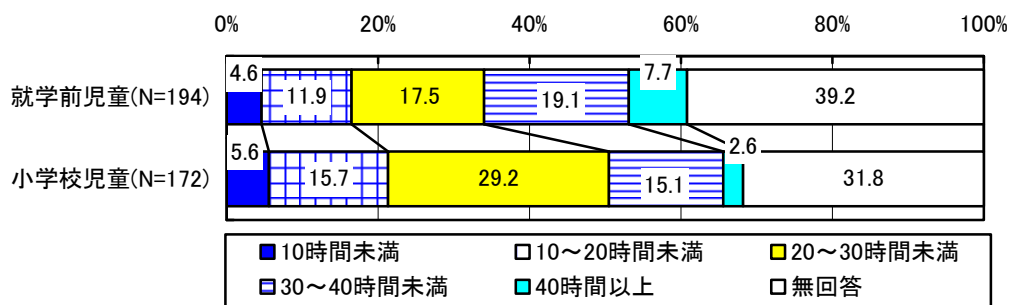 0% 20% 40% 60% 80% 100%
就学前児童(N=194) 4.6 11.9 17.5 19.1 7.7 39.2
小学校児童(N=172) 5.6 15.7 29.2 15.1 2.6 31.8
10時間未満 10～20時間未満 20～30時間未満
30～40時間未満 40時間以上 無回答